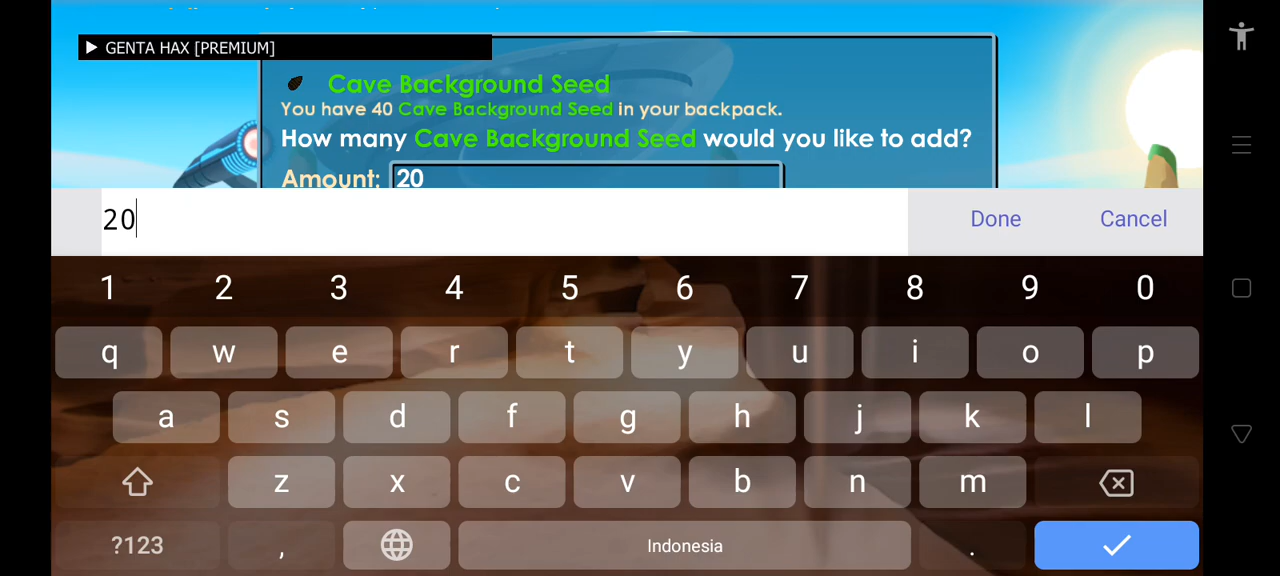 ▶ GENTA HAX [PREMIUM]
Cave Background Seed
You have 40 Cave Background Seed in your backpack.
How many Cave Background Seed would you like to add?
Amount: 20
20 Done Cancel
1 2 3 4 5 6 7 8 9 0
q w e r t y u i o p
a s d f g h j k l
z x c v b n m
?123 , Indonesia .